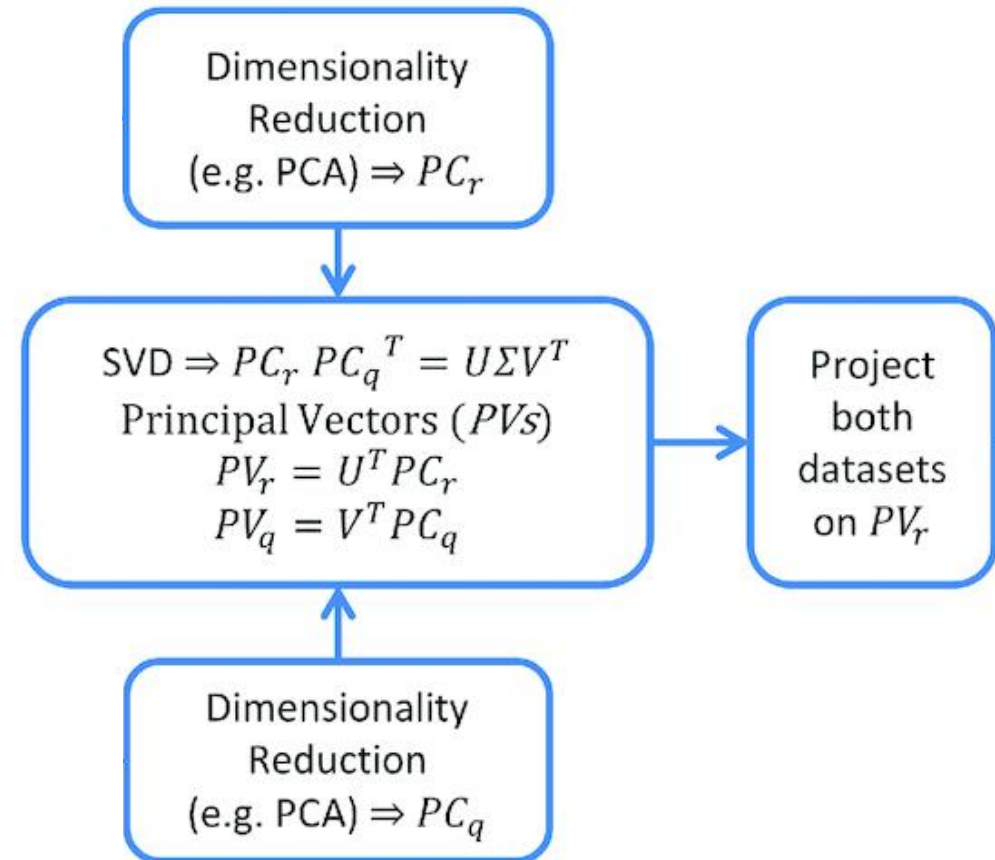 Dimensionality
Reduction
(e.g. PCA) ⇒ PC_r
SVD ⇒ PC_r PC_q^T = UΣV^T
Principal Vectors (PVs)
PV_r = U^T PC_r
PV_q = V^T PC_q
Project
both
datasets
on PV_r
Dimensionality
Reduction
(e.g. PCA) ⇒ PC_q